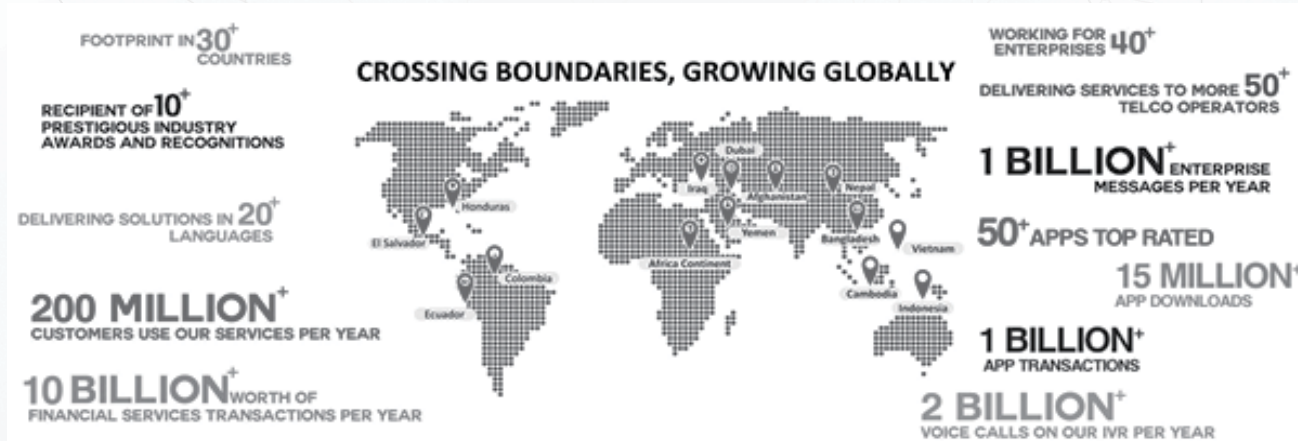 FOOTPRINT IN 30+
COUNTRIES
RECIPIENT OF 10+
PRESTIGIOUS INDUSTRY
AWARDS AND RECOGNITIONS
DELIVERING SOLUTIONS IN 20+
LANGUAGES
200 MILLION+
CUSTOMERS USE OUR SERVICES PER YEAR
10 BILLION+ WORTH OF
FINANCIAL SERVICES TRANSACTIONS PER YEAR
CROSSING BOUNDARIES, GROWING GLOBALLY
Dubai
Iraq
Afghanistan
Nepal
Honduras
El Salvador
Yemen
Bangladesh
Vietnam
Africa Continent
Colombia
Cambodia
Ecuador
Indonesia
WORKING FOR
ENTERPRISES 40+
DELIVERING SERVICES TO MORE 50+
TELCO OPERATORS
1 BILLION+ ENTERPRISE
MESSAGES PER YEAR
50+ APPS TOP RATED
15 MILLION+
APP DOWNLOADS
1 BILLION+
APP TRANSACTIONS
2 BILLION+
VOICE CALLS ON OUR IVR PER YEAR